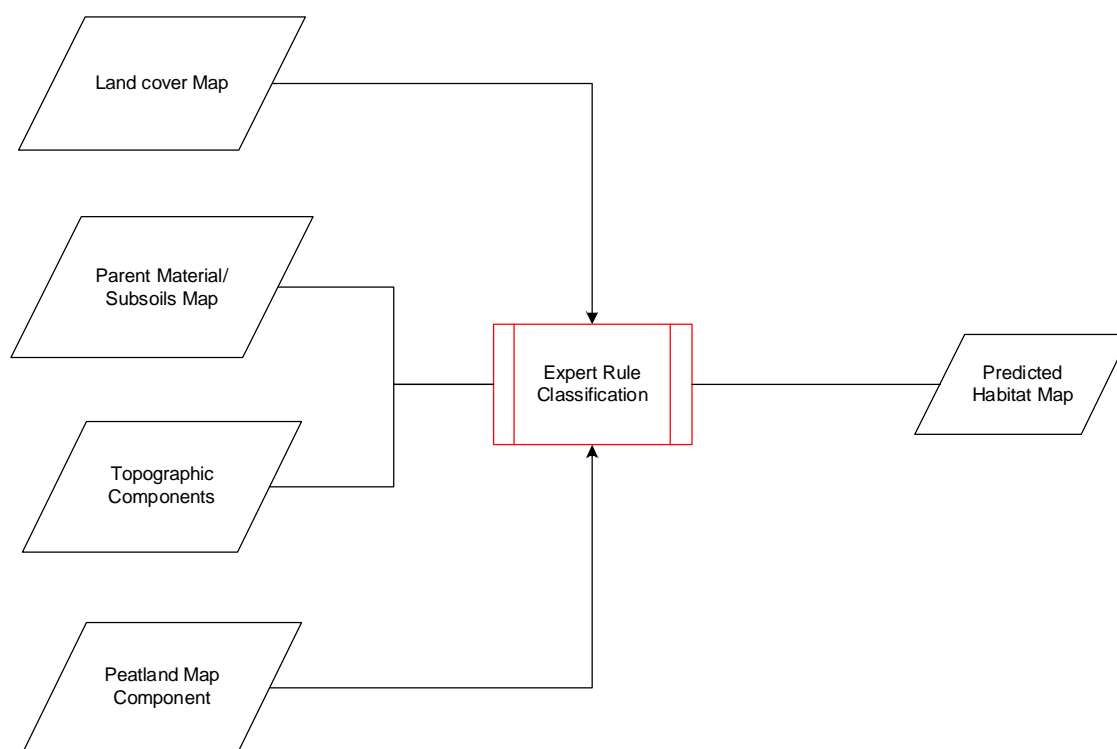 Land cover Map
Parent Material/
Subsoils Map
Expert Rule
Classification
Predicted
Habitat Map
Topographic
Components
Peatland Map
Component